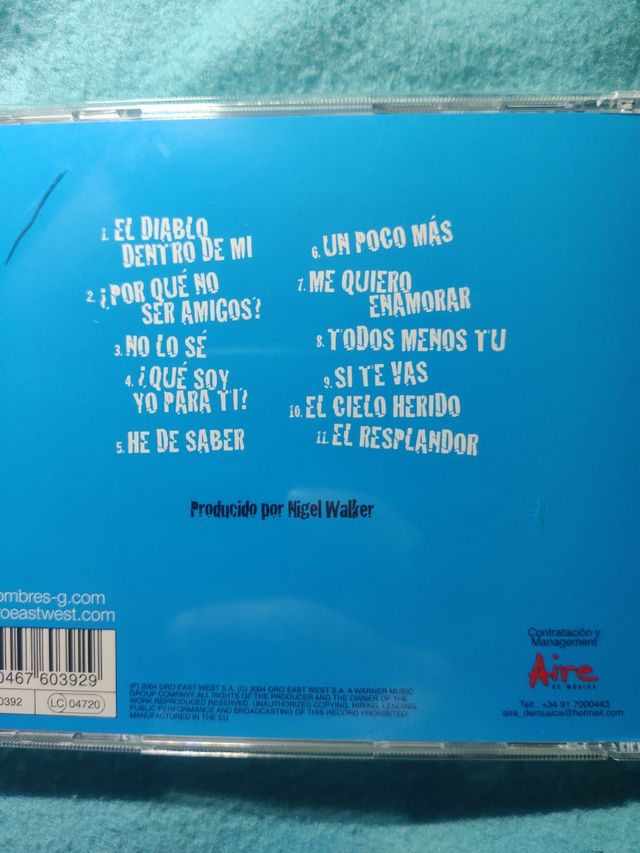 1. EL DIABLO
DENTRO DE MI
2. ¿POR QUÉ NO
SER AMIGOS?
3. NO LO SÉ
4. ¿QUÉ SOY
YO PARA TI?
5. HE DE SABER
6. UN POCO MÁS
7. ME QUIERO
ENAMORAR
8. TODOS MENOS TU
9. SI TE VAS
10. EL CIELO HERIDO
11. EL RESPLANDOR
Producido por Nigel Walker
ombres-g.com
roeastwest.com
0467 603929
0392
LC 04720
(P) 2004 DRO EAST WEST S.A. (C) 2004 DRO EAST WEST S.A. A WARNER MUSIC
GROUP COMPANY. ALL RIGHTS OF THE PRODUCER AND THE OWNER OF THE
WORK REPRODUCED RESERVED. UNAUTHORIZED COPYING, HIRING, LENDING,
PUBLIC PERFORMANCE AND BROADCASTING OF THIS RECORD PROHIBITED.
MANUFACTURED IN THE EU
Contratación y
Management
Aire
DE MÚSICA
Telf.: +34 91 7000443
aire_demusica@hotmail.com